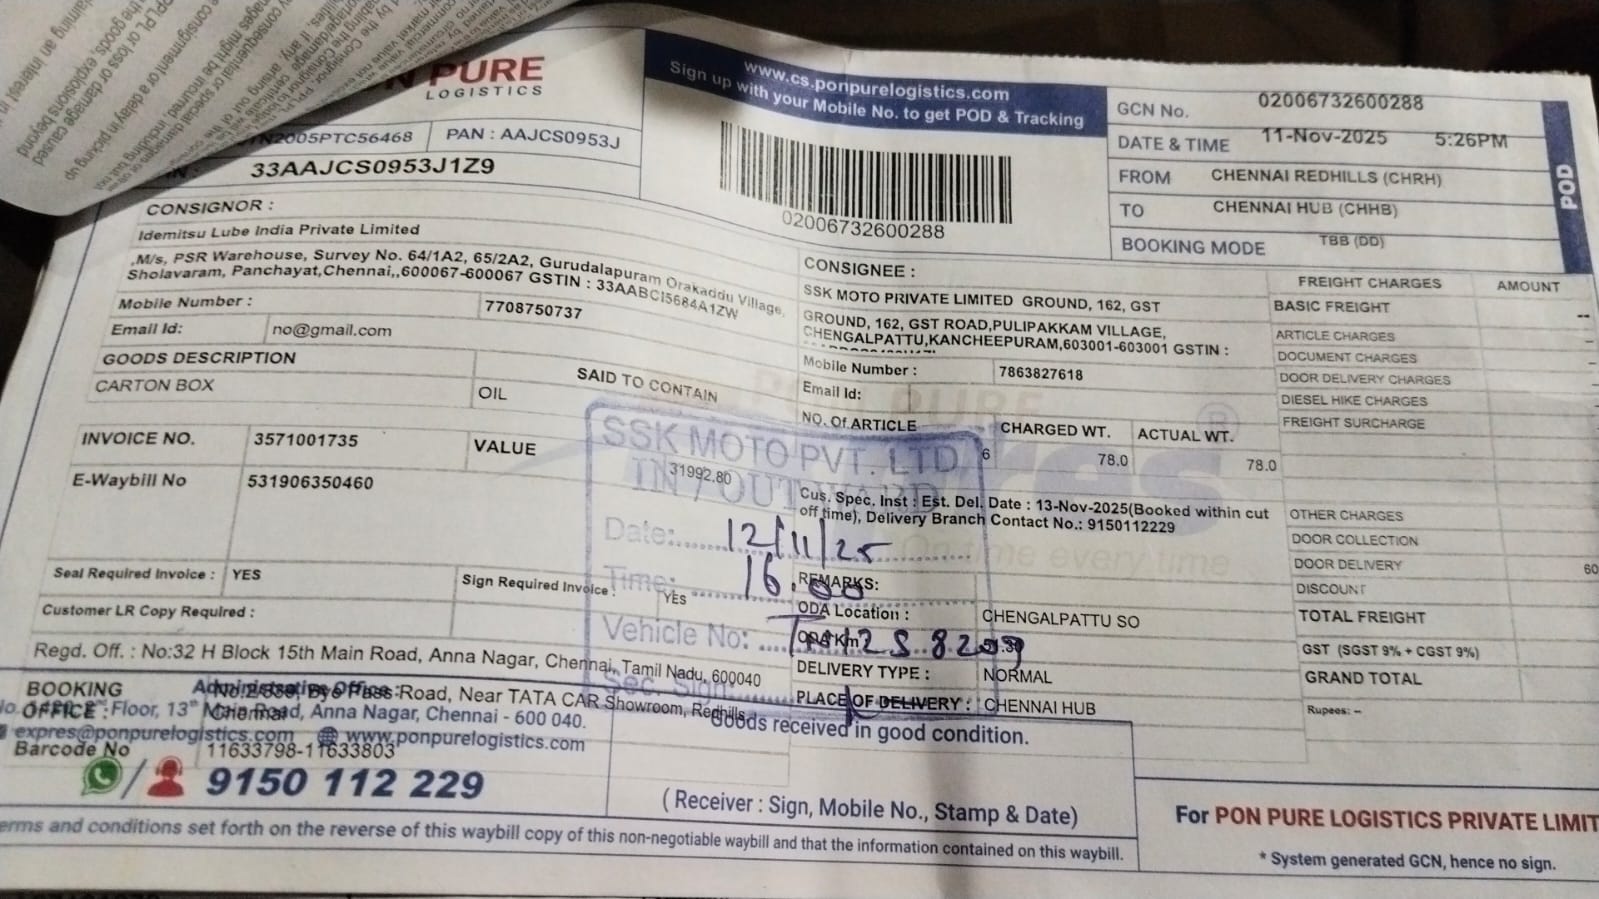 PON PURE
LOGISTICS
TN2005PTC56468 PAN : AAJCS0953J
33AAJCS0953J1Z9
www.cs.ponpurelogistics.com
Sign up with your Mobile No. to get POD & Tracking
02006732600288
GCN No. 02006732600288
DATE & TIME 11-Nov-2025 5:26PM
FROM CHENNAI REDHILLS (CHRH)
TO CHENNAI HUB (CHHB)
BOOKING MODE TBB (DD)
POD
CONSIGNOR :
Idemitsu Lube India Private Limited
,M/s, PSR Warehouse, Survey No. 64/1A2, 65/2A2, Gurudalapuram Orakaddu Village,
Sholavaram, Panchayat,Chennai,,600067-600067 GSTIN : 33AABCI5684A1ZW
Mobile Number : 7708750737
Email Id: no@gmail.com
GOODS DESCRIPTION SAID TO CONTAIN
CARTON BOX OIL
INVOICE NO. 3571001735 VALUE 31992.80
E-Waybill No 531906350460
Seal Required Invoice : YES Sign Required Invoice : YES
Customer LR Copy Required :
CONSIGNEE :
SSK MOTO PRIVATE LIMITED GROUND, 162, GST
GROUND, 162, GST ROAD,PULIPAKKAM VILLAGE,
CHENGALPATTU,KANCHEEPURAM,603001-603001 GSTIN :
Mobile Number : 7863827618
Email Id:
NO. Of ARTICLE CHARGED WT. ACTUAL WT.
6 78.0 78.0
Cus. Spec. Inst : Est. Del. Date : 13-Nov-2025(Booked within cut
off time), Delivery Branch Contact No.: 9150112229
On time every time
REMARKS:
ODA Location : CHENGALPATTU SO
ODA Km
DELIVERY TYPE : NORMAL
PLACE OF DELIVERY : CHENNAI HUB
FREIGHT CHARGES AMOUNT
BASIC FREIGHT --
ARTICLE CHARGES
DOCUMENT CHARGES
DOOR DELIVERY CHARGES
DIESEL HIKE CHARGES
FREIGHT SURCHARGE
OTHER CHARGES
DOOR COLLECTION
DOOR DELIVERY 60
DISCOUNT
TOTAL FREIGHT
GST (SGST 9% + CGST 9%)
GRAND TOTAL
Rupees: --
SSK MOTO PVT. LTD
IN / OUTWARD
Date: 12/11/25
Time: 16.00
Vehicle No:
Sec. Sign
Regd. Off. : No:32 H Block 15th Main Road, Anna Nagar, Chennai, Tamil Nadu, 600040
BOOKING
OFFICE :
Bye Pass Road, Near TATA CAR Showroom, Redhills
Chennai
Administrative Office :
Floor, 13th Main Road, Anna Nagar, Chennai - 600 040.
expres@ponpurelogistics.com www.ponpurelogistics.com
Barcode No 11633798-11633803
9150 112 229
Goods received in good condition.
( Receiver : Sign, Mobile No., Stamp & Date)
For PON PURE LOGISTICS PRIVATE LIMIT
* System generated GCN, hence no sign.
erms and conditions set forth on the reverse of this waybill copy of this non-negotiable waybill and that the information contained on this waybill.